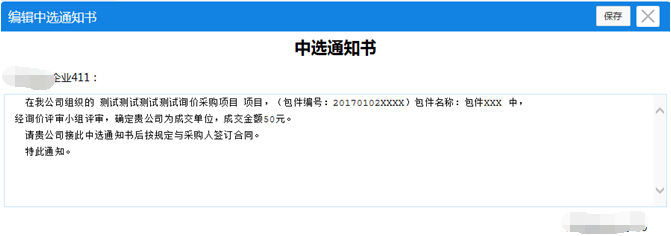 编辑中选通知书
保存
中选通知书
企业411：
在我公司组织的 测试测试测试测试询价采购项目 项目，（包件编号：20170102XXXX）包件名称：包件XXX 中，
经询价评审小组评审，确定贵公司为成交单位，成交金额50元。
请贵公司接此中选通知书后按规定与采购人签订合同。
特此通知。